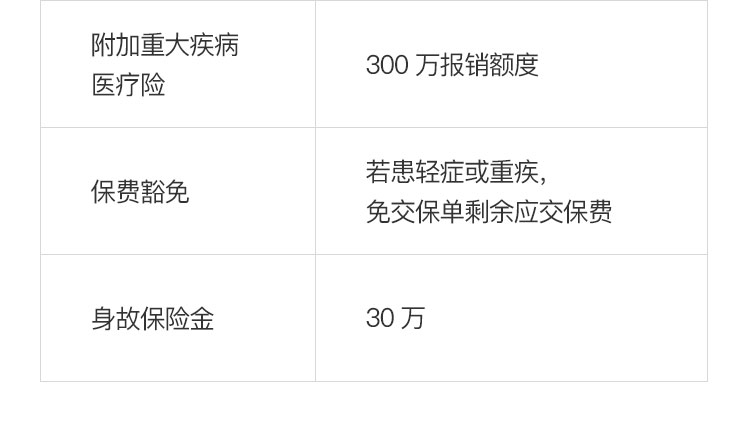 附加重大疾病
医疗险
300 万报销额度
保费豁免
若患轻症或重疾，
免交保单剩余应交保费
身故保险金
30 万